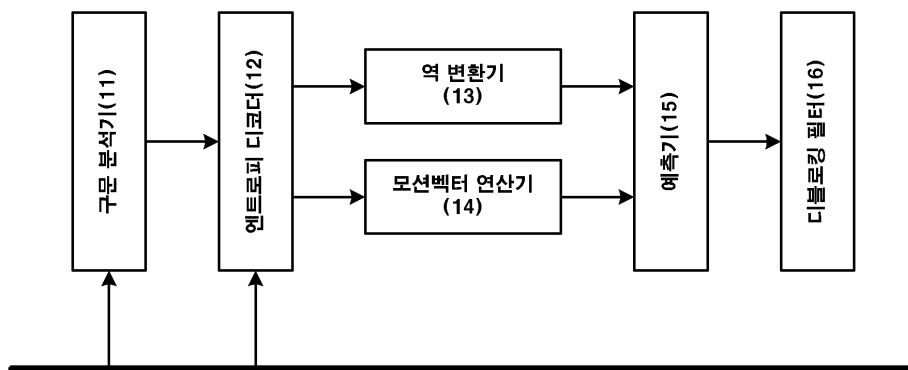 구문 분석기(11)
엔트로피 디코더(12)
역 변환기
(13)
모션벡터 연산기
(14)
예측기(15)
디블로킹 필터(16)